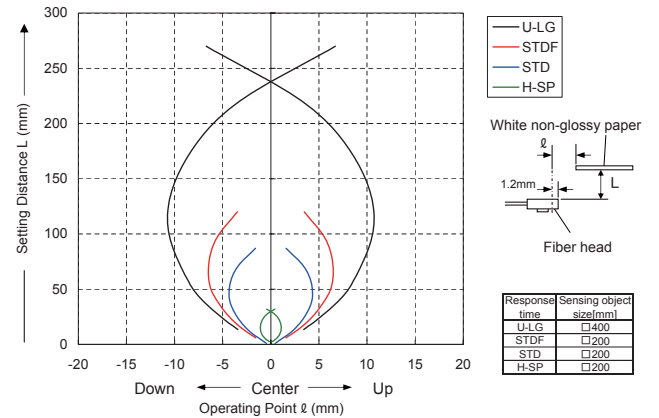 300
250
200
150
100
50
0
Setting Distance L (mm)
-20 -15 -10 -5 0 5 10 15 20
Down Center Up
Operating Point ℓ (mm)
U-LG
STDF
STD
H-SP
White non-glossy paper
ℓ
1.2mm
L
Fiber head
Response time Sensing object size[mm]
U-LG □400
STDF □200
STD □200
H-SP □200